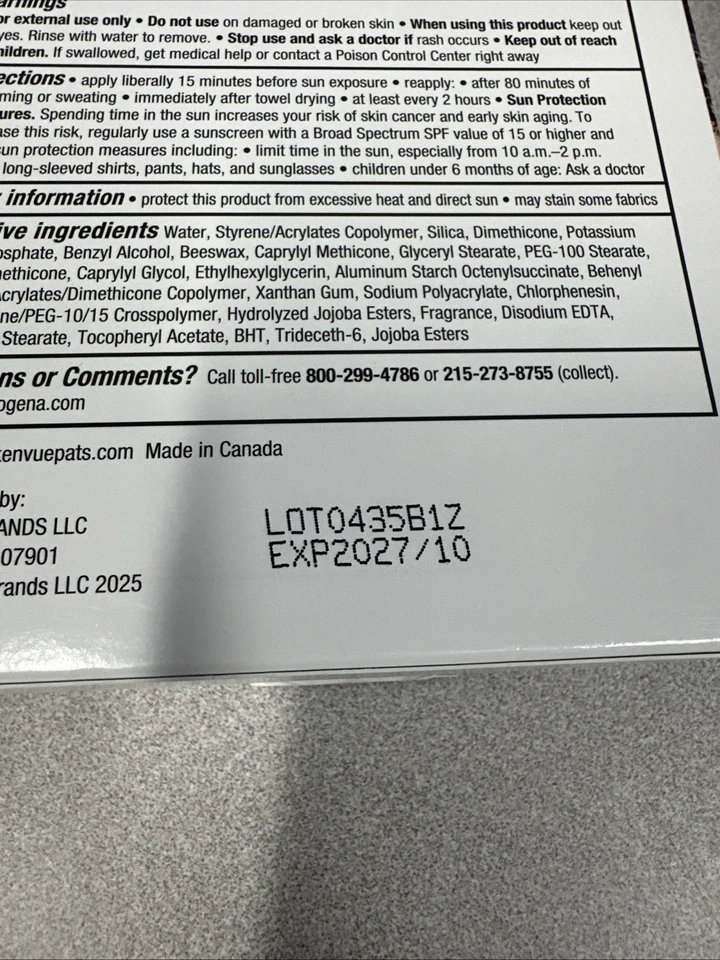 or external use only • Do not use on damaged or broken skin • When using this product keep out
yes. Rinse with water to remove. • Stop use and ask a doctor if rash occurs • Keep out of reach
hildren. If swallowed, get medical help or contact a Poison Control Center right away
ections • apply liberally 15 minutes before sun exposure • reapply: • after 80 minutes of
ming or sweating • immediately after towel drying • at least every 2 hours • Sun Protection
ures. Spending time in the sun increases your risk of skin cancer and early skin aging. To
ase this risk, regularly use a sunscreen with a Broad Spectrum SPF value of 15 or higher and
sun protection measures including: • limit time in the sun, especially from 10 a.m.–2 p.m.
long-sleeved shirts, pants, hats, and sunglasses • children under 6 months of age: Ask a doctor
information • protect this product from excessive heat and direct sun • may stain some fabrics
ive ingredients Water, Styrene/Acrylates Copolymer, Silica, Dimethicone, Potassium
osphate, Benzyl Alcohol, Beeswax, Caprylyl Methicone, Glyceryl Stearate, PEG-100 Stearate,
ethicone, Caprylyl Glycol, Ethylhexylglycerin, Aluminum Starch Octenylsuccinate, Behenyl
Acrylates/Dimethicone Copolymer, Xanthan Gum, Sodium Polyacrylate, Chlorphenesin,
ne/PEG-10/15 Crosspolymer, Hydrolyzed Jojoba Esters, Fragrance, Disodium EDTA,
Stearate, Tocopheryl Acetate, BHT, Trideceth-6, Jojoba Esters
ns or Comments? Call toll-free 800-299-4786 or 215-273-8755 (collect).
ogena.com
kenvuepats.com Made in Canada
by:
ANDS LLC
07901
rands LLC 2025
LOT0435B1Z
EXP2027/10